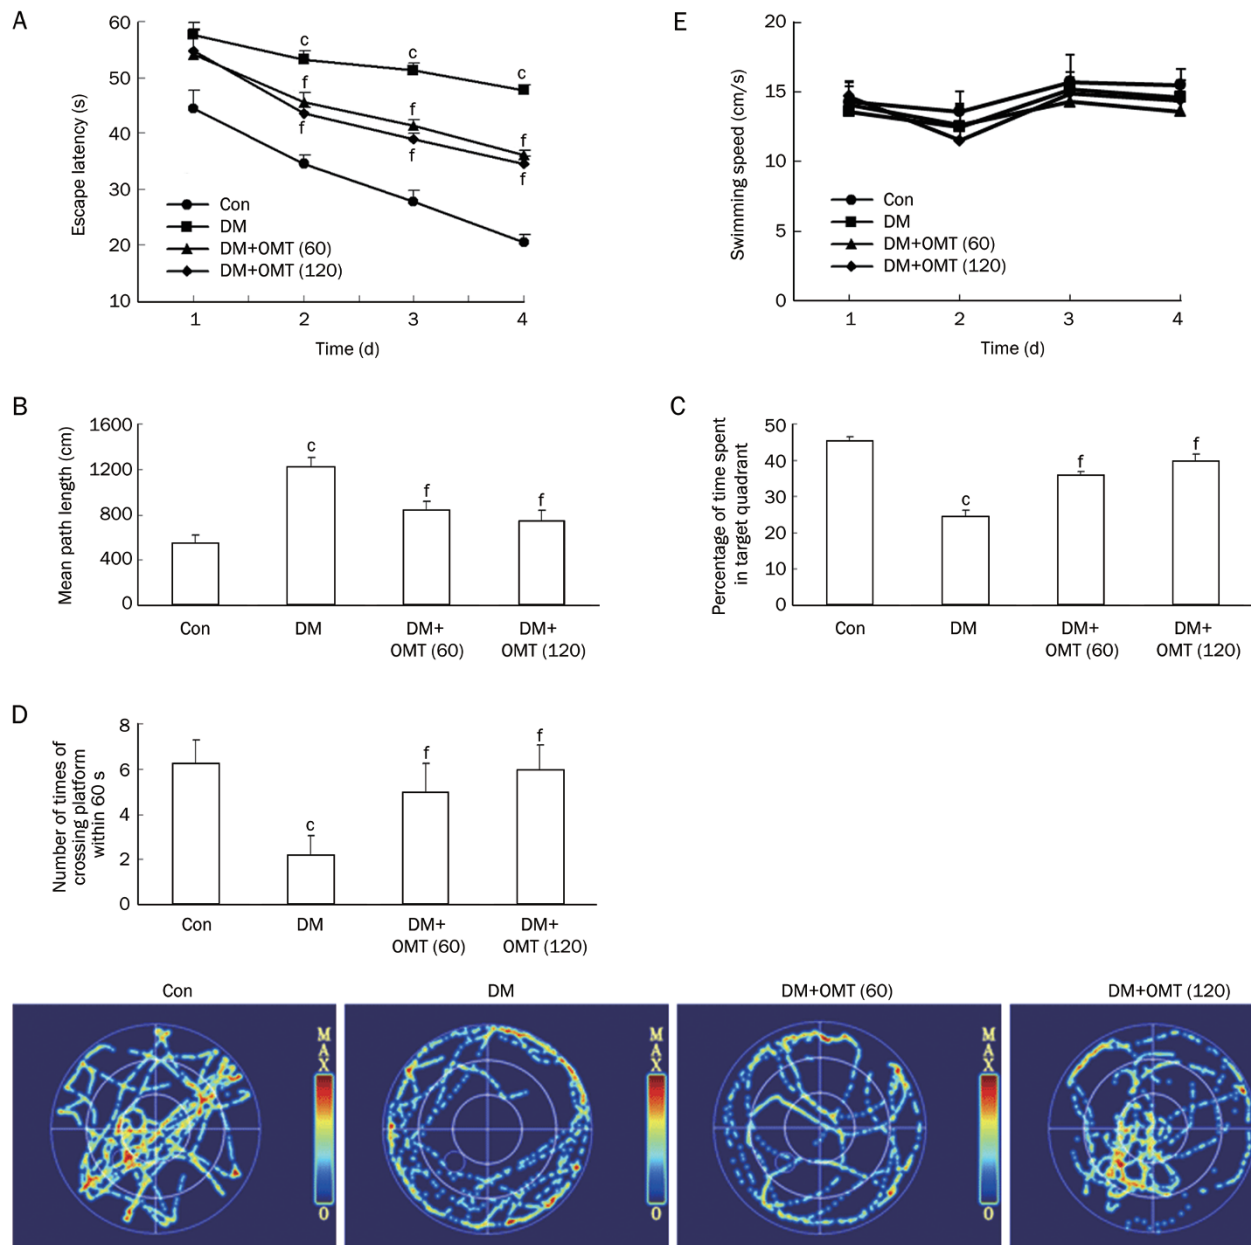 A
60
50
40
30
20
10
Escape latency (s)
c
c
c
f
f
f
f
f
f
Con
DM
DM+OMT (60)
DM+OMT (120)
1
2
3
4
Time (d)
E
20
15
10
5
0
Swimming speed (cm/s)
Con
DM
DM+OMT (60)
DM+OMT (120)
1
2
3
4
Time (d)
B
1600
1200
800
400
0
Mean path length (cm)
c
f
f
Con
DM
DM+
OMT (60)
DM+
OMT (120)
C
50
40
30
20
10
0
Percentage of time spent
in target quadrant
c
f
f
Con
DM
DM+
OMT (60)
DM+
OMT (120)
D
8
6
4
2
0
Number of times of
crossing platform
within 60 s
c
f
f
Con
DM
DM+
OMT (60)
DM+
OMT (120)
Con
MAX
0
DM
MAX
0
DM+OMT (60)
MAX
0
DM+OMT (120)
MAX
0